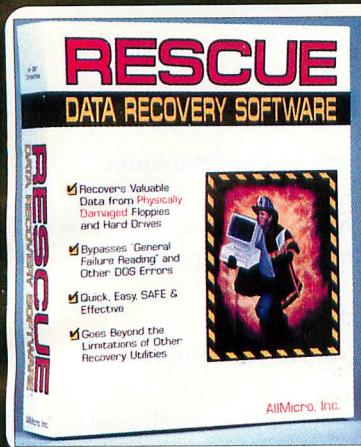 RESCUE
DATA RECOVERY SOFTWARE
Recovers Valuable
Data from Physically
Damaged Floppies
and Hard Drives
Bypasses "General
Failure Reading" and
Other DOS Errors
Quick, Easy, SAFE &
Effective
Goes Beyond the
Limitations of Other
Recovery Utilities
AllMicro, Inc.
RESCUE
DATA RECOVERY SOFTWARE
AllMicro, Inc.